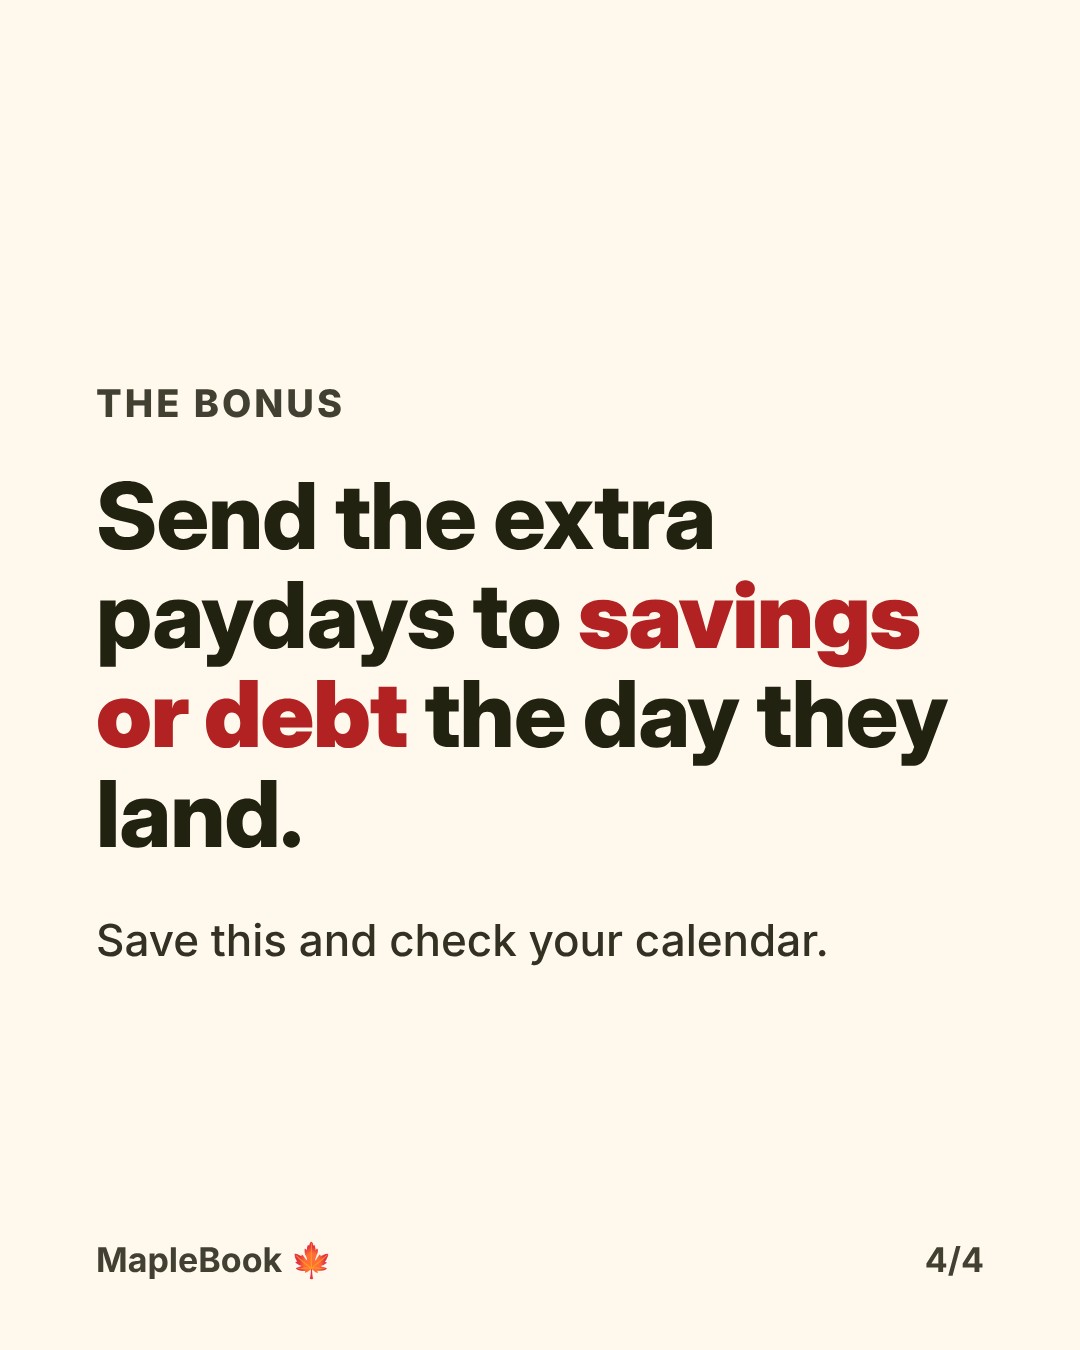 THE BONUS
Send the extra
paydays to savings
or debt the day they
land.
Save this and check your calendar.
MapleBook 🍁
4/4